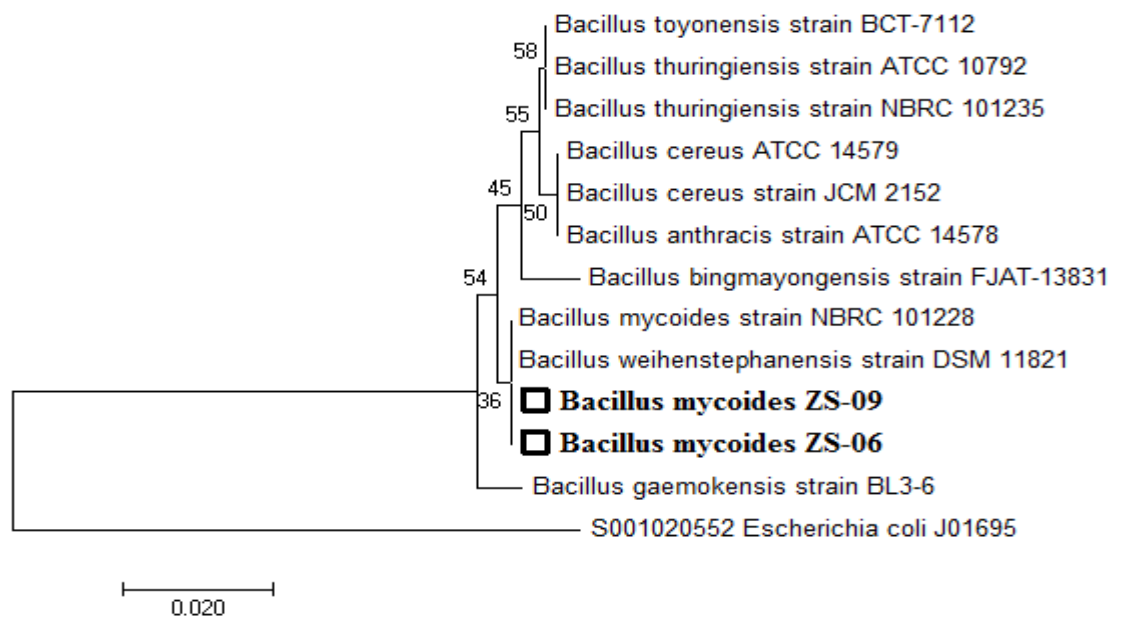 Bacillus toyonensis strain BCT-7112
58
Bacillus thuringiensis strain ATCC 10792
55
Bacillus thuringiensis strain NBRC 101235
Bacillus cereus ATCC 14579
45
Bacillus cereus strain JCM 2152
50
Bacillus anthracis strain ATCC 14578
54
Bacillus bingmayongensis strain FJAT-13831
Bacillus mycoides strain NBRC 101228
Bacillus weihenstephanensis strain DSM 11821
36
Bacillus mycoides ZS-09
Bacillus mycoides ZS-06
Bacillus gaemokensis strain BL3-6
S001020552 Escherichia coli J01695
0.020